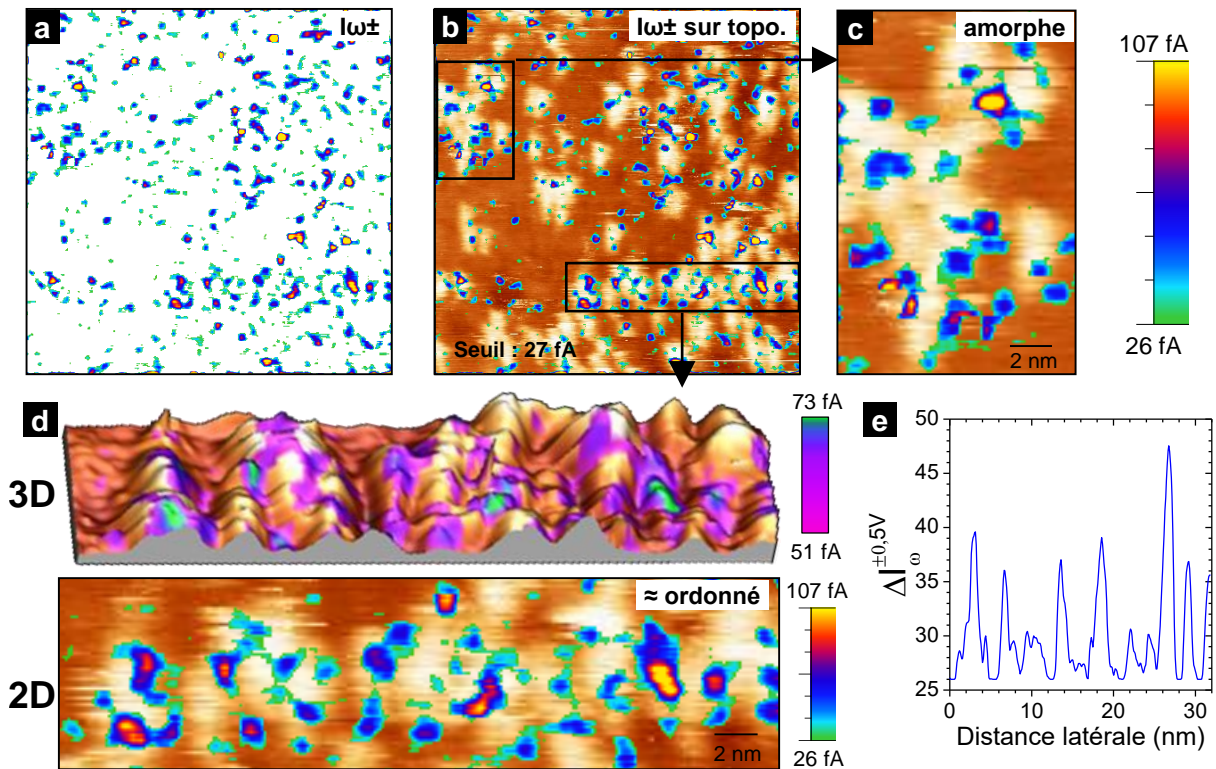 a
Iω±
b
Iω± sur topo.
Seuil : 27 fA
c
amorphe
2 nm
107 fA
26 fA
d
3D
73 fA
51 fA
2D
≈ ordonné
2 nm
107 fA
26 fA
e
50
45
40
35
30
25
ΔI ω ±0,5V
0
10
20
30
Distance latérale (nm)